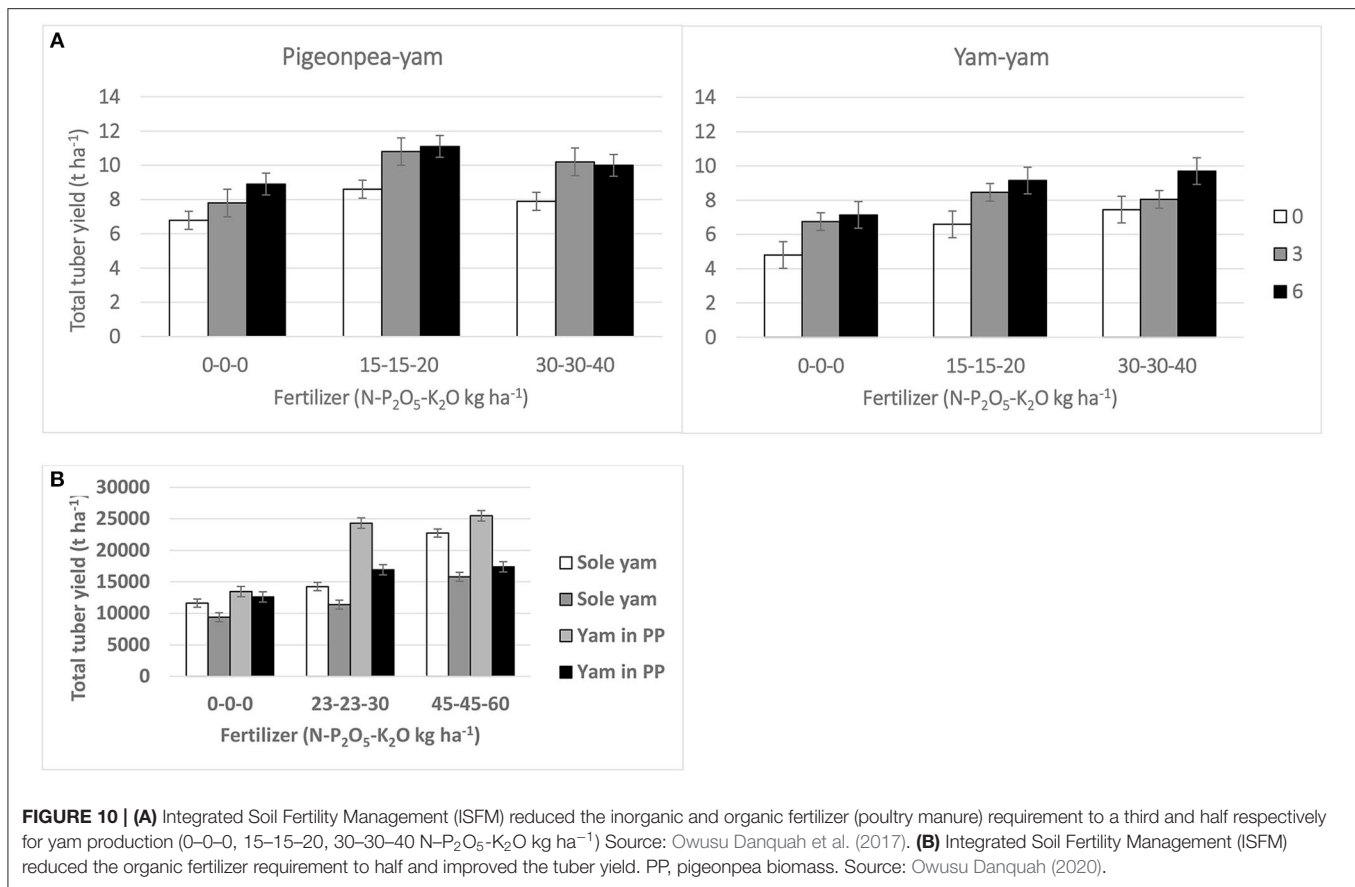 A
Pigeonpea-yam
Total tuber yield (t ha-1)
14
12
10
8
6
4
2
0
0-0-0
15-15-20
30-30-40
Fertilizer (N-P2O5-K2O kg ha-1)
Yam-yam
14
12
10
8
6
4
2
0
0-0-0
15-15-20
30-30-40
Fertilizer (N-P2O5-K2O kg ha-1)
0
3
6
B
Total tuber yield (t ha-1)
30000
25000
20000
15000
10000
5000
0
0-0-0
23-23-30
45-45-60
Fertilizer (N-P2O5-K2O kg ha-1)
Sole yam
Sole yam
Yam in PP
Yam in PP
FIGURE 10 | (A) Integrated Soil Fertility Management (ISFM) reduced the inorganic and organic fertilizer (poultry manure) requirement to a third and half respectively
for yam production (0–0–0, 15–15–20, 30–30–40 N–P2O5-K2O kg ha−1) Source: Owusu Danquah et al. (2017). (B) Integrated Soil Fertility Management (ISFM)
reduced the organic fertilizer requirement to half and improved the tuber yield. PP, pigeonpea biomass. Source: Owusu Danquah (2020).